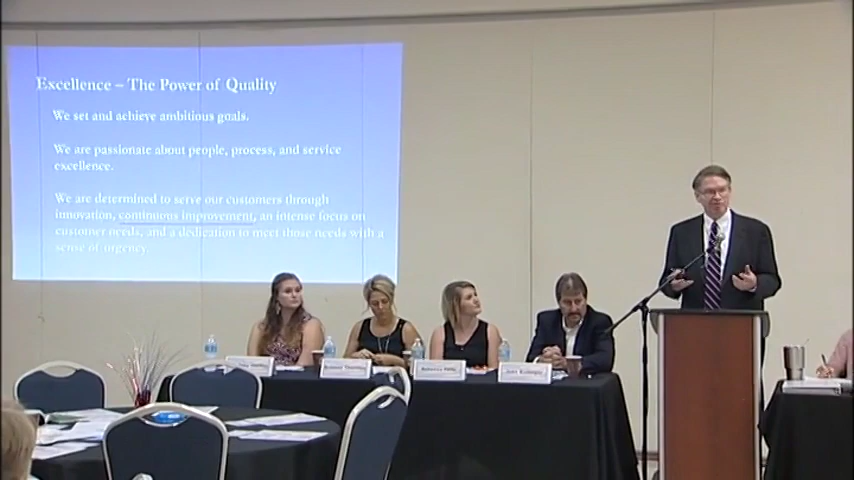 Excellence – The Power of Quality
We set and achieve ambitious goals.
We are passionate about people, process, and service
excellence.
We are determined to serve our customers through
innovation, continuous improvement, an intense focus on
customer needs, and a dedication to meet those needs with a
sense of urgency.